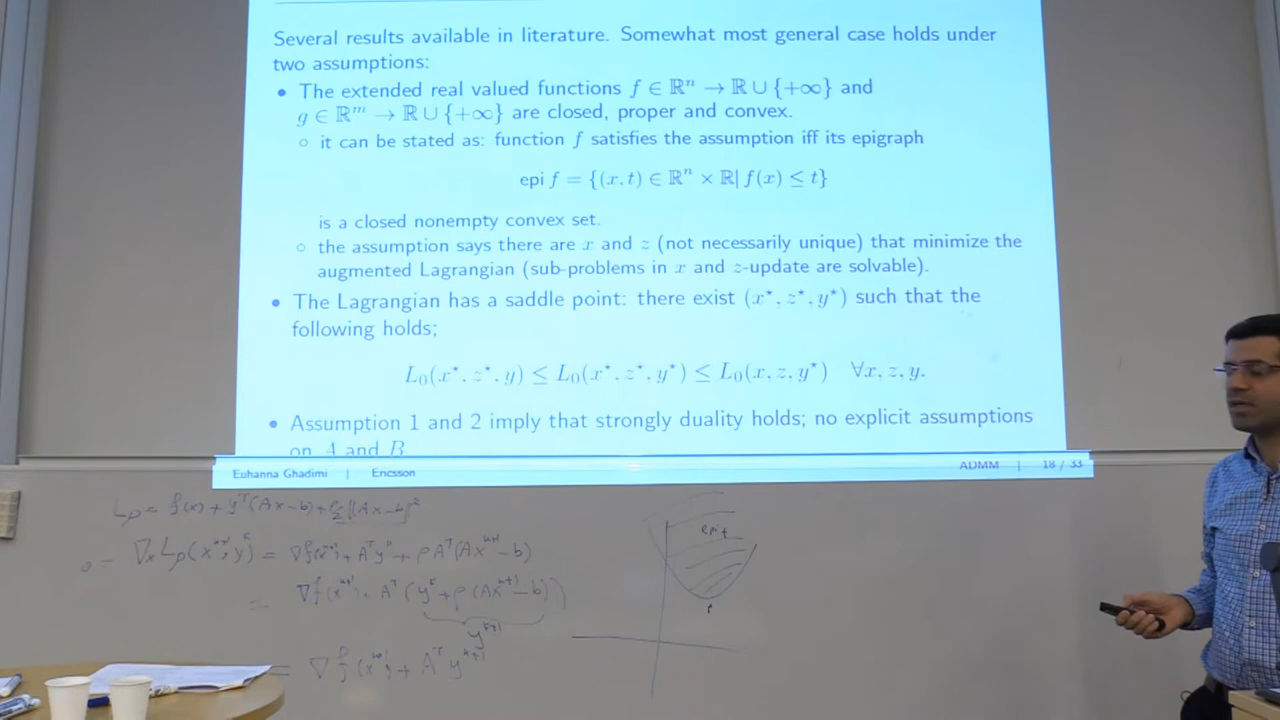 Several results available in literature. Somewhat most general case holds under
two assumptions:
• The extended real valued functions f ∈ ℝⁿ → ℝ ∪ {+∞} and
g ∈ ℝᵐ → ℝ ∪ {+∞} are closed, proper and convex.
○ it can be stated as: function f satisfies the assumption iff its epigraph
epi f = {(x, t) ∈ ℝⁿ × ℝ| f(x) ≤ t}
is a closed nonempty convex set.
○ the assumption says there are x and z (not necessarily unique) that minimize the
augmented Lagrangian (sub-problems in x and z-update are solvable).
• The Lagrangian has a saddle point: there exist (x⋆, z⋆, y⋆) such that the
following holds;
L₀(x⋆, z⋆, y) ≤ L₀(x⋆, z⋆, y⋆) ≤ L₀(x, z, y⋆) ∀x, z, y.
• Assumption 1 and 2 imply that strongly duality holds; no explicit assumptions
on A and B
Euhanna Ghadimi | Ericsson ADMM | 18 / 33
Lρ = f(x) + yᵀ(Ax−b) + ρ/2 ||Ax−b||²
0 = ∇ₓLρ(xᵏ⁺¹, yᵏ) = ∇f(xᵏ⁺¹) + Aᵀyᵏ + ρAᵀ(Axᵏ⁺¹ − b)
= ∇f(xᵏ⁺¹) + Aᵀ(yᵏ + ρ(Axᵏ⁺¹ − b))
yᵏ⁺¹
= ∇f(xᵏ⁺¹) + Aᵀyᵏ⁺¹
epi f
f